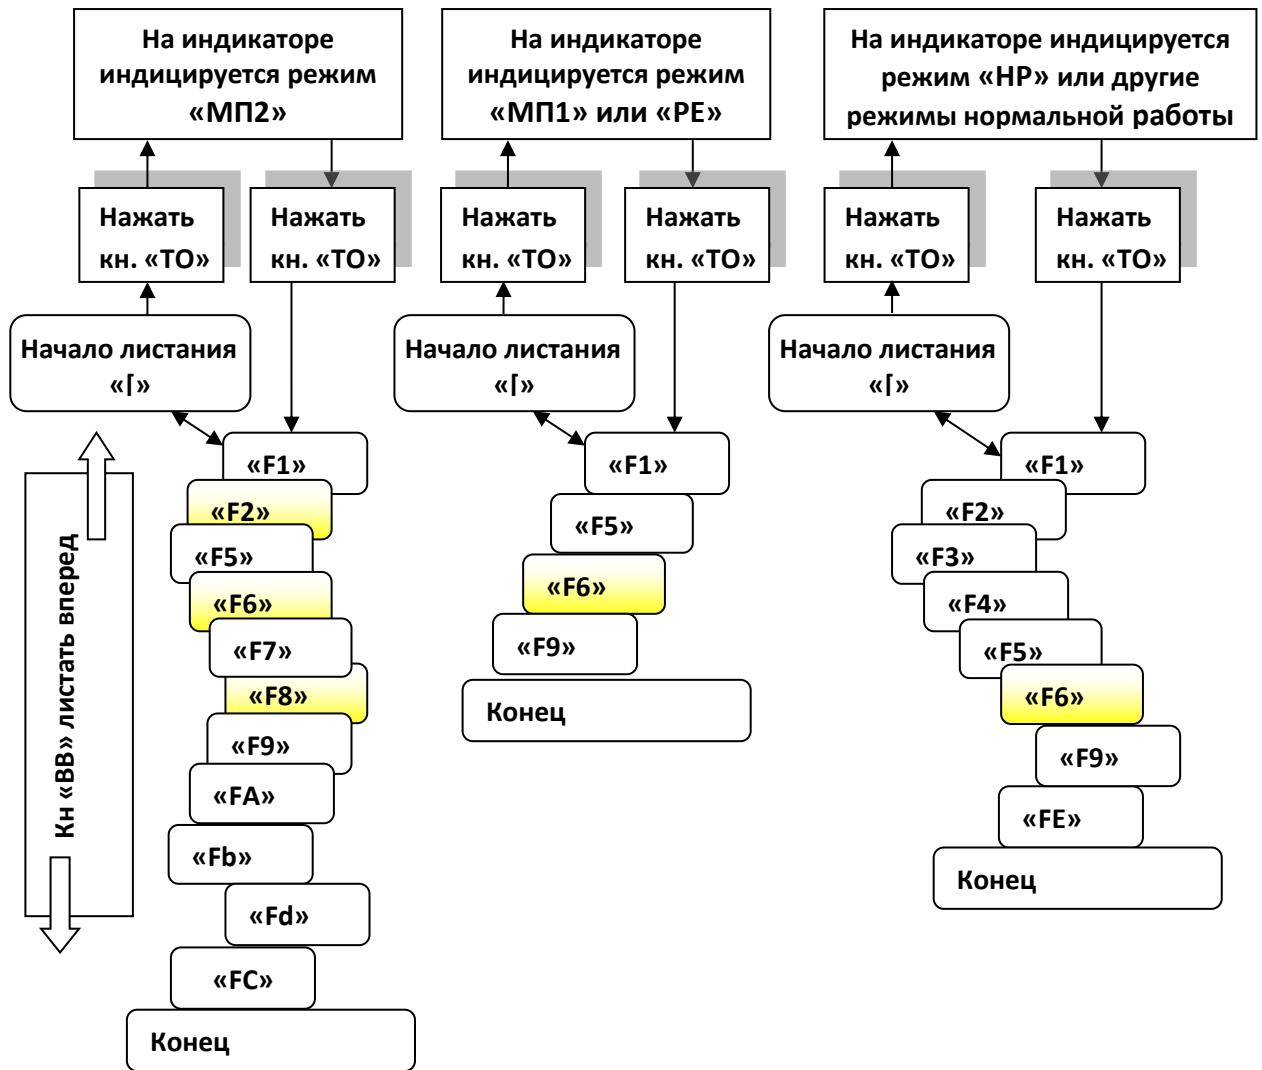 На индикаторе
индицируется режим
«МП2»
Нажать
кн. «ТО»
Нажать
кн. «ТО»
Начало листания
«[»
«F1»
«F2»
«F5»
«F6»
«F7»
«F8»
«F9»
«FA»
«Fb»
«Fd»
«FC»
Конец
Кн «ВВ» листать вперед
На индикаторе
индицируется режим
«МП1» или «РЕ»
Нажать
кн. «ТО»
Нажать
кн. «ТО»
Начало листания
«[»
«F1»
«F5»
«F6»
«F9»
Конец
На индикаторе индицируется
режим «НР» или другие
режимы нормальной работы
Нажать
кн. «ТО»
Нажать
кн. «ТО»
Начало листания
«[»
«F1»
«F2»
«F3»
«F4»
«F5»
«F6»
«F9»
«FE»
Конец